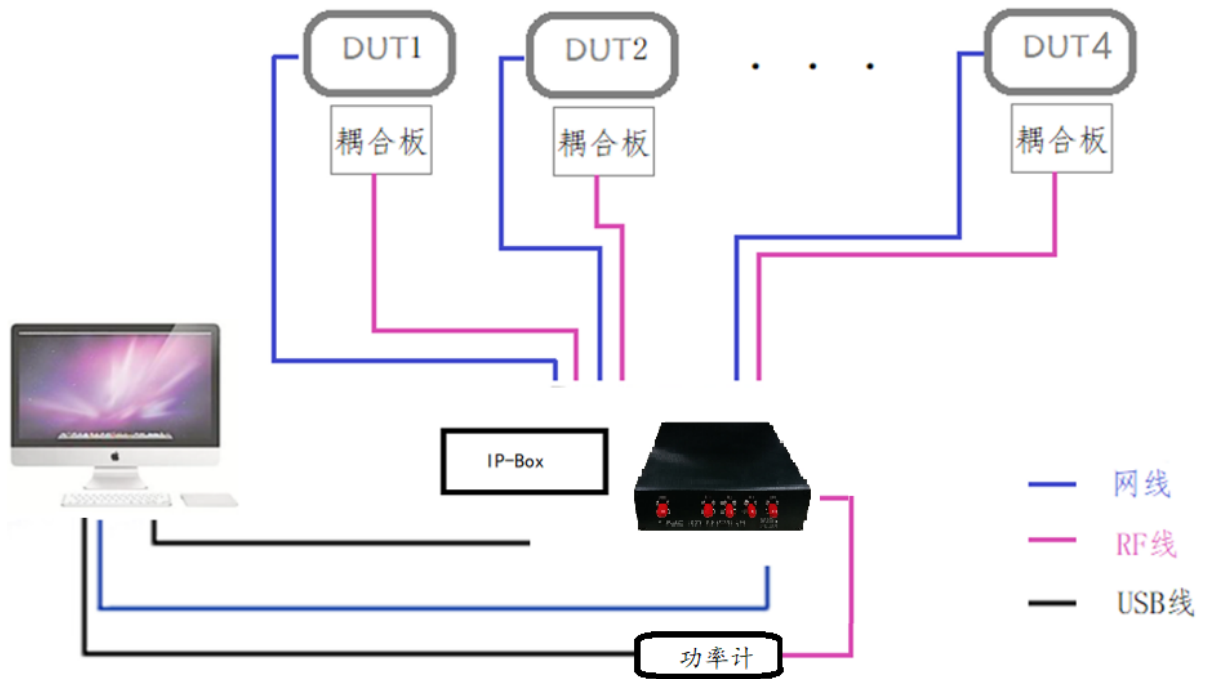 DUT1
DUT2
. . .
DUT4
耦合板
耦合板
耦合板
IP-Box
网线
RF线
USB线
功率计